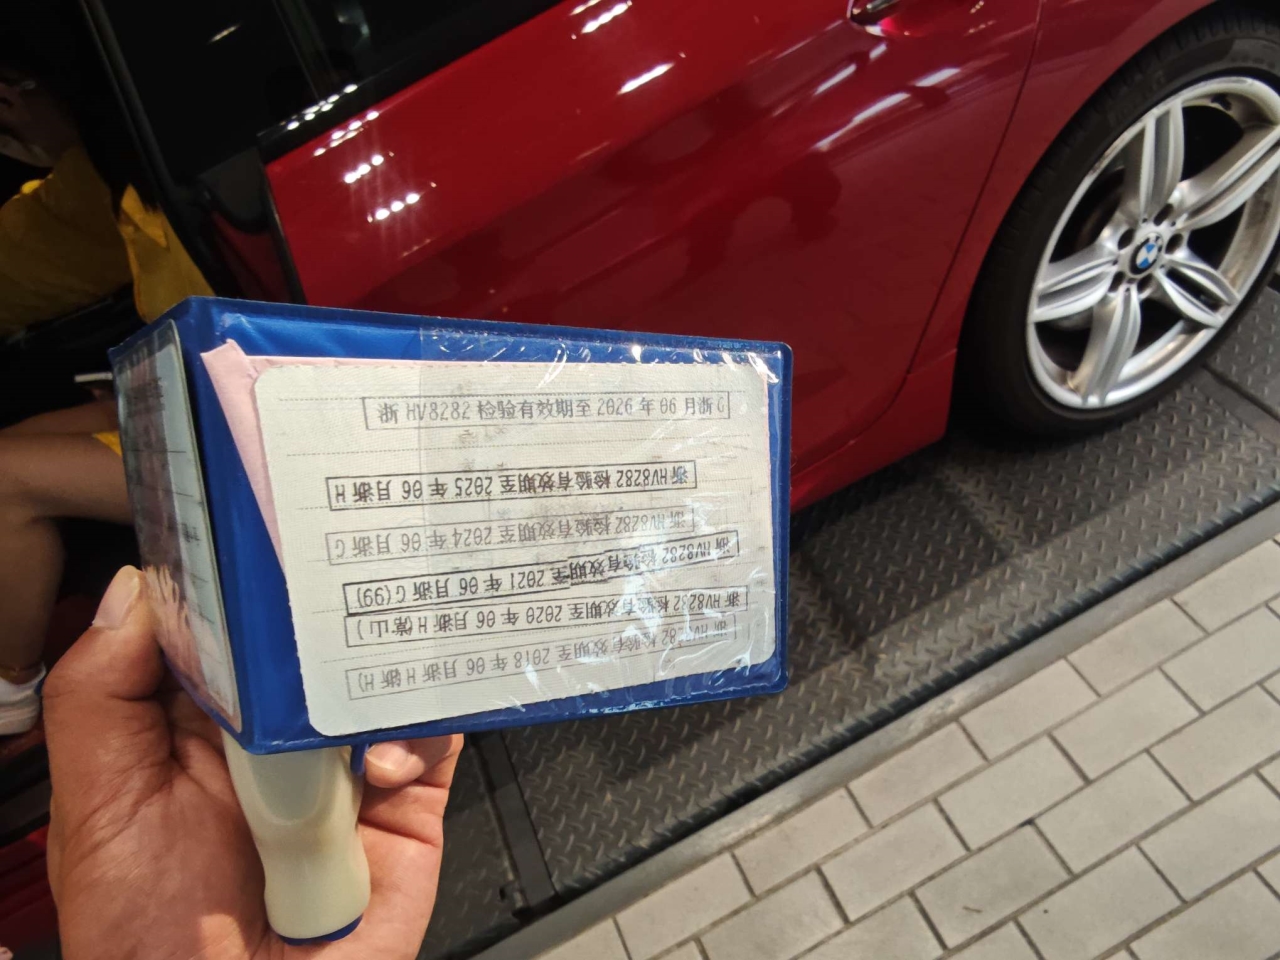 浙 HV8282 检验有效期至 2026 年 06 月浙 G
浙 HV8282 检验有效期至 2025 年 06 月浙 H
浙 HV8282 检验有效期至 2024 年 06 月浙 G
浙 HV8282 检验有效期至 2021 年 06 月浙 G(99)
浙 HV8282 检验有效期至 2020 年 06 月浙 H(常山)
浙 HV8282 检验有效期至 2018 年 06 月浙 H(浙 H)